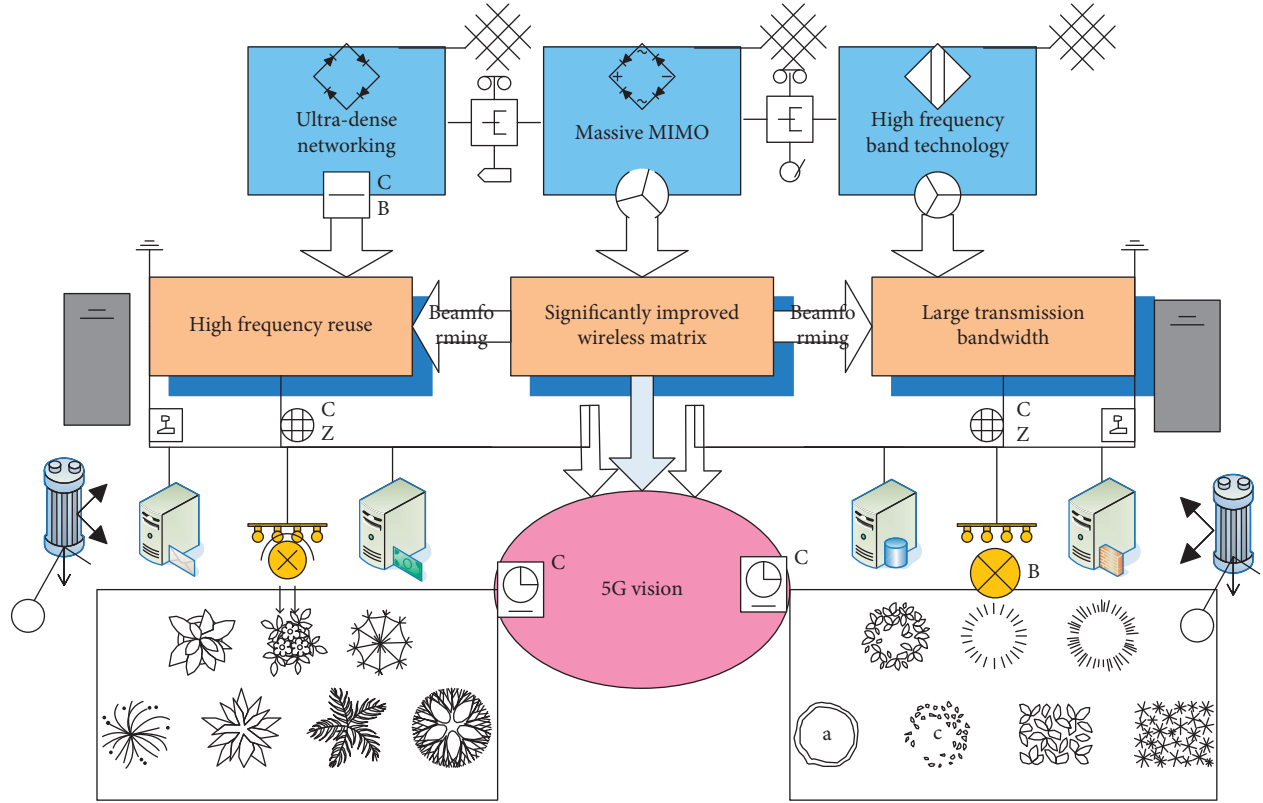 Ultra-dense
networking
Massive MIMO
High frequency
band technology
C
B
High frequency reuse
Beamfo
rming
Significantly improved
wireless matrix
Beamfo
rming
Large transmission
bandwidth
C
Z
C
Z
C
5G vision
C
B
a
c